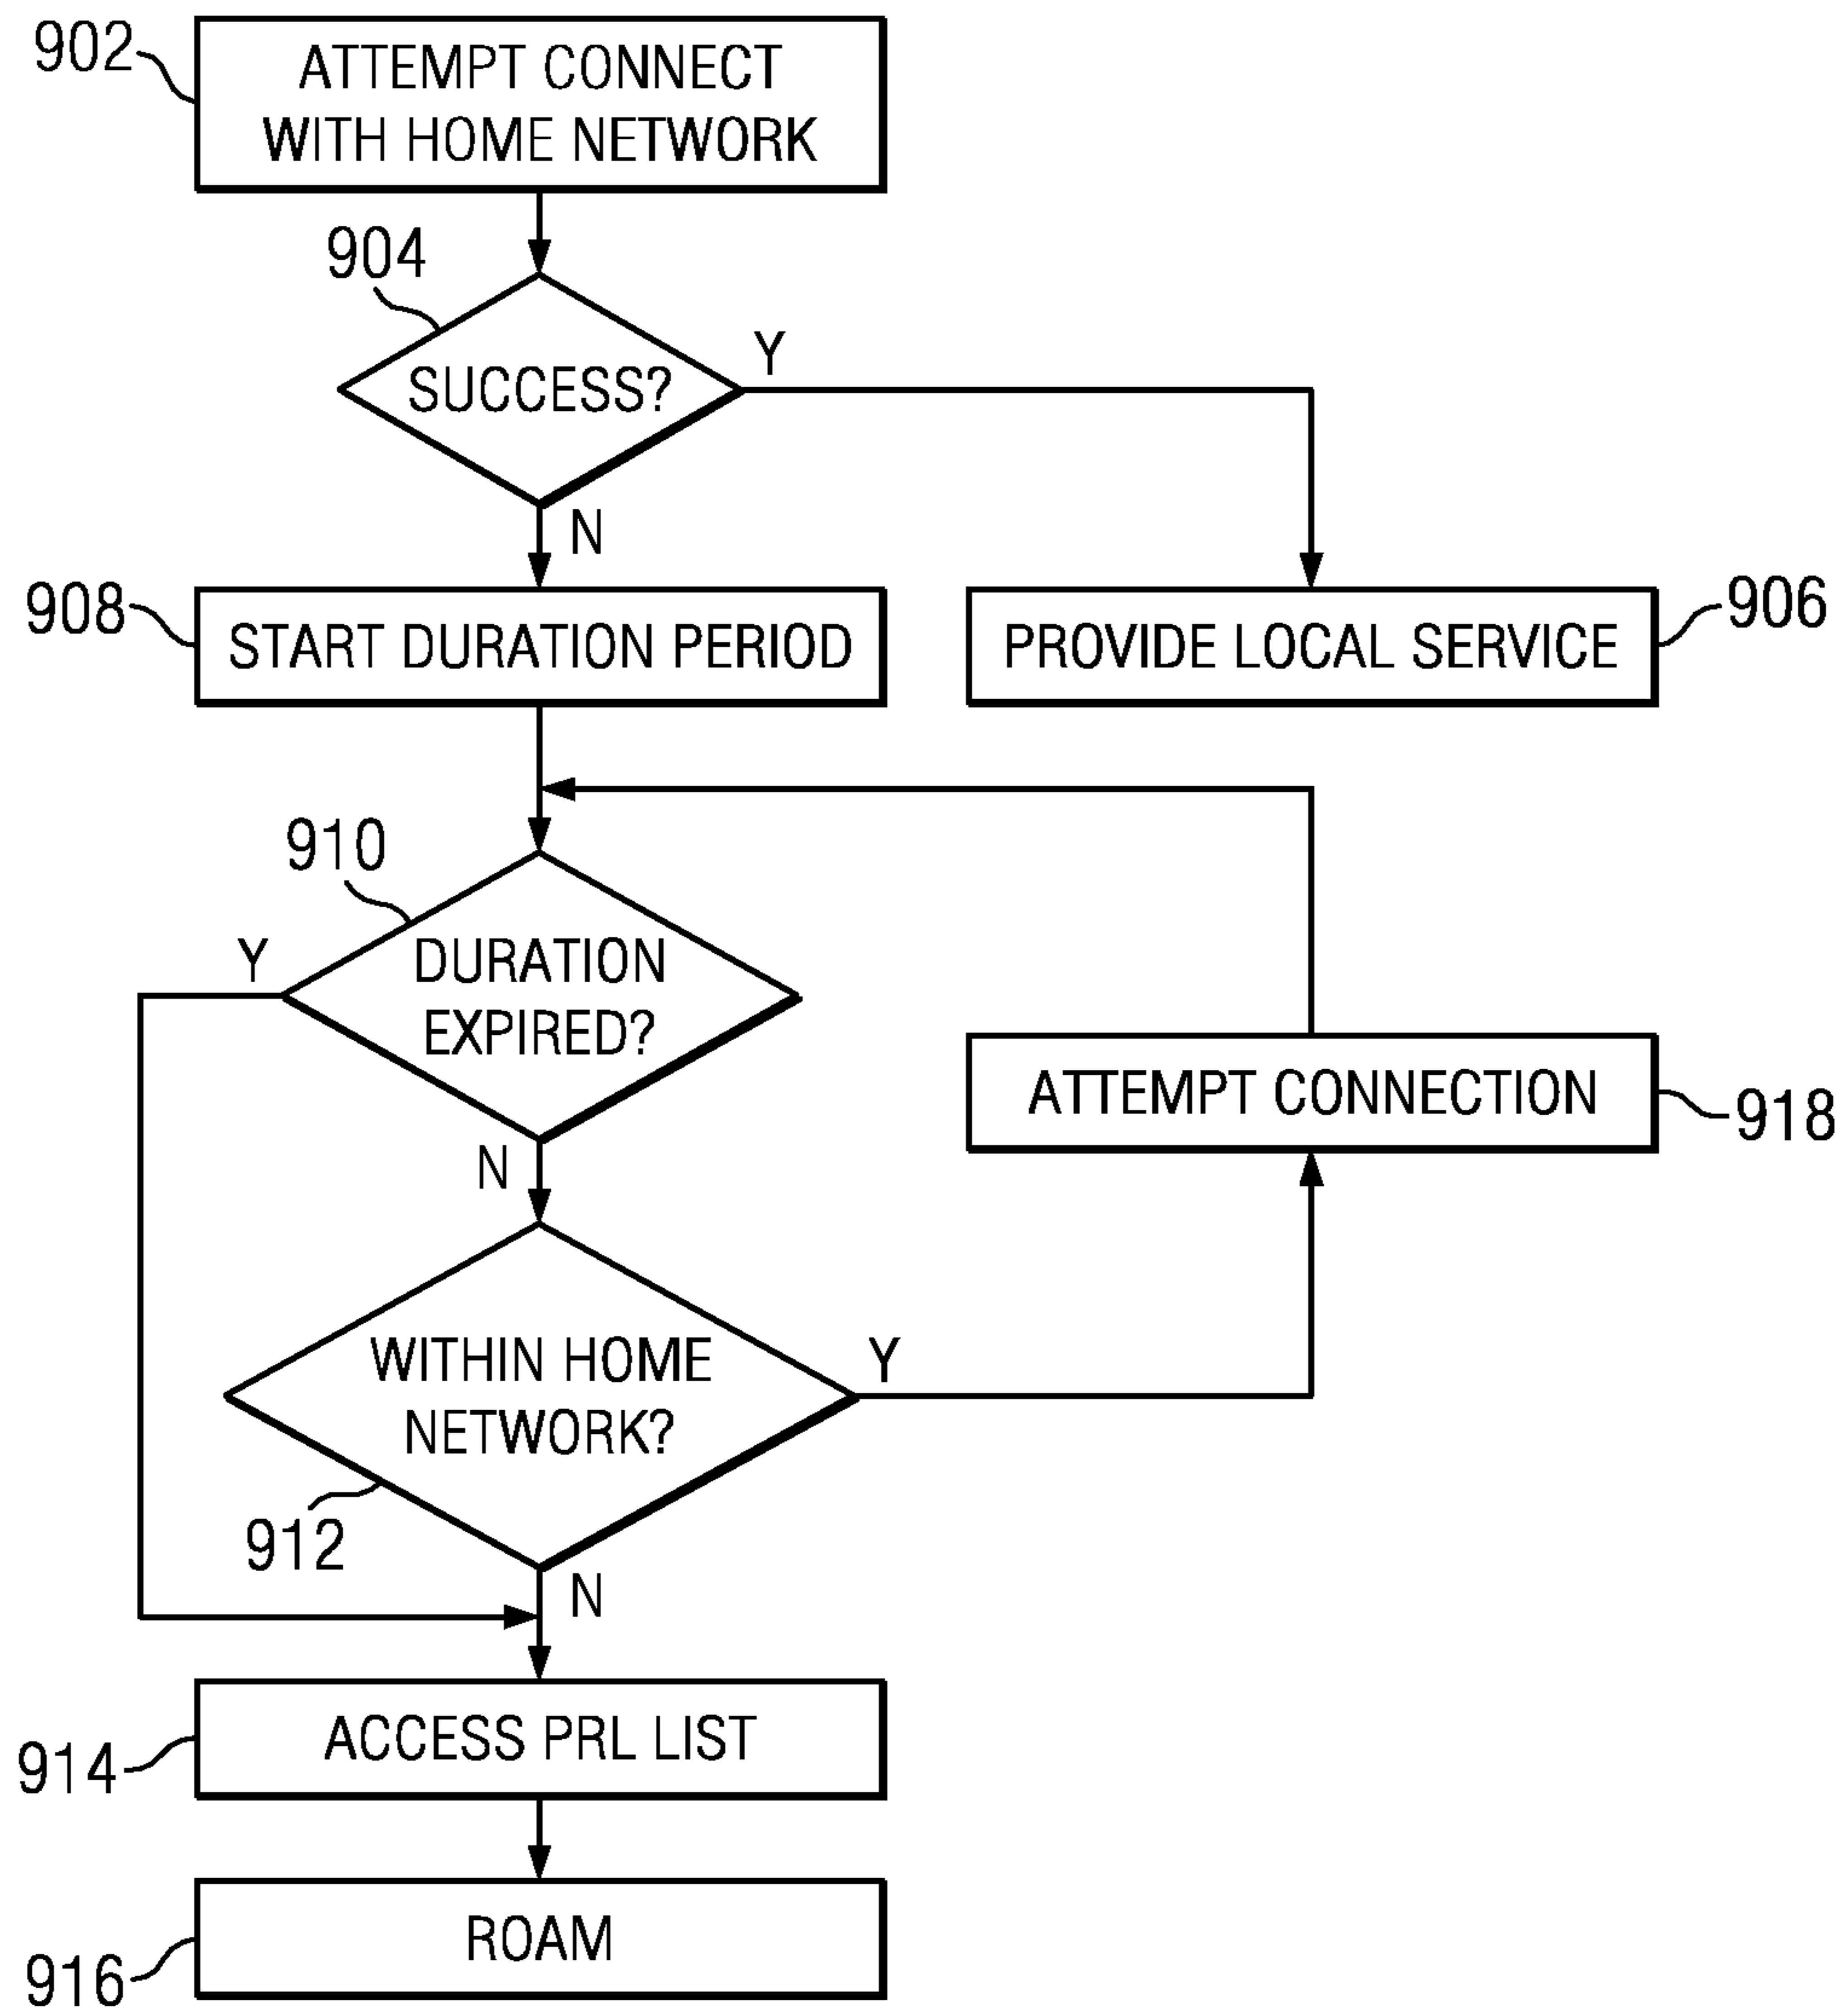 902
ATTEMPT CONNECT
WITH HOME NETWORK
904
SUCCESS?
Y
N
908
START DURATION PERIOD
PROVIDE LOCAL SERVICE
906
910
DURATION
EXPIRED?
Y
N
ATTEMPT CONNECTION
918
WITHIN HOME
NETWORK?
Y
912
N
ACCESS PRL LIST
914
ROAM
916